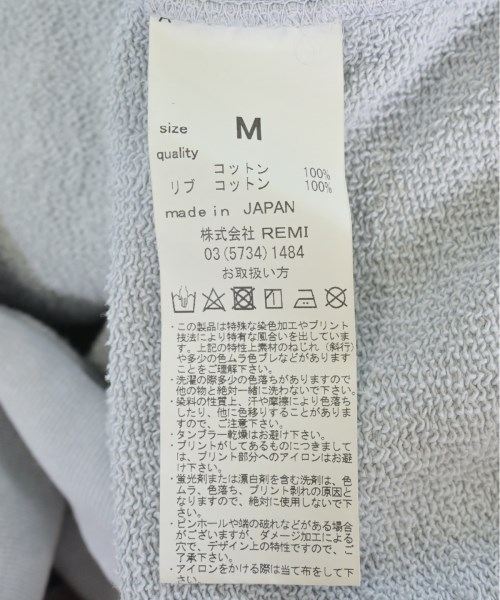 size M
quality
コットン 100%
リブ コットン 100%
made in JAPAN
株式会社 REMI
03(5734)1484
お取扱い方
・この製品は特殊な染色加工やプリント
技法により特有な風合いを出していま
す。上記の特性上素材のねじれ（斜行）
や多少の色ムラ色ブレなどがあります
ことをご理解下さい。
・洗濯の際多少の色落ちがありますので
他の物と絶対一緒に洗わないで下さい。
・染料の性質上、汗や摩擦により色落ち
したり、他に色移りすることがありま
すので、ご注意下さい。
・タンブラー乾燥はお避け下さい。
・プリントがしてあるものにつきまして
は、プリント部分へのアイロンはお避
け下さい。
・蛍光剤または漂白剤を含む洗剤は、色
ムラ、色落ち、プリント剥れの原因と
なりますので、絶対に使用しないで下
さい。
・ピンホールや端の破れなどがある場合
がございますが、ダメージ加工による
穴で、デザイン上の特性ですので、ご
了承下さい。
・アイロンをかける際は当て布をして下
さい。